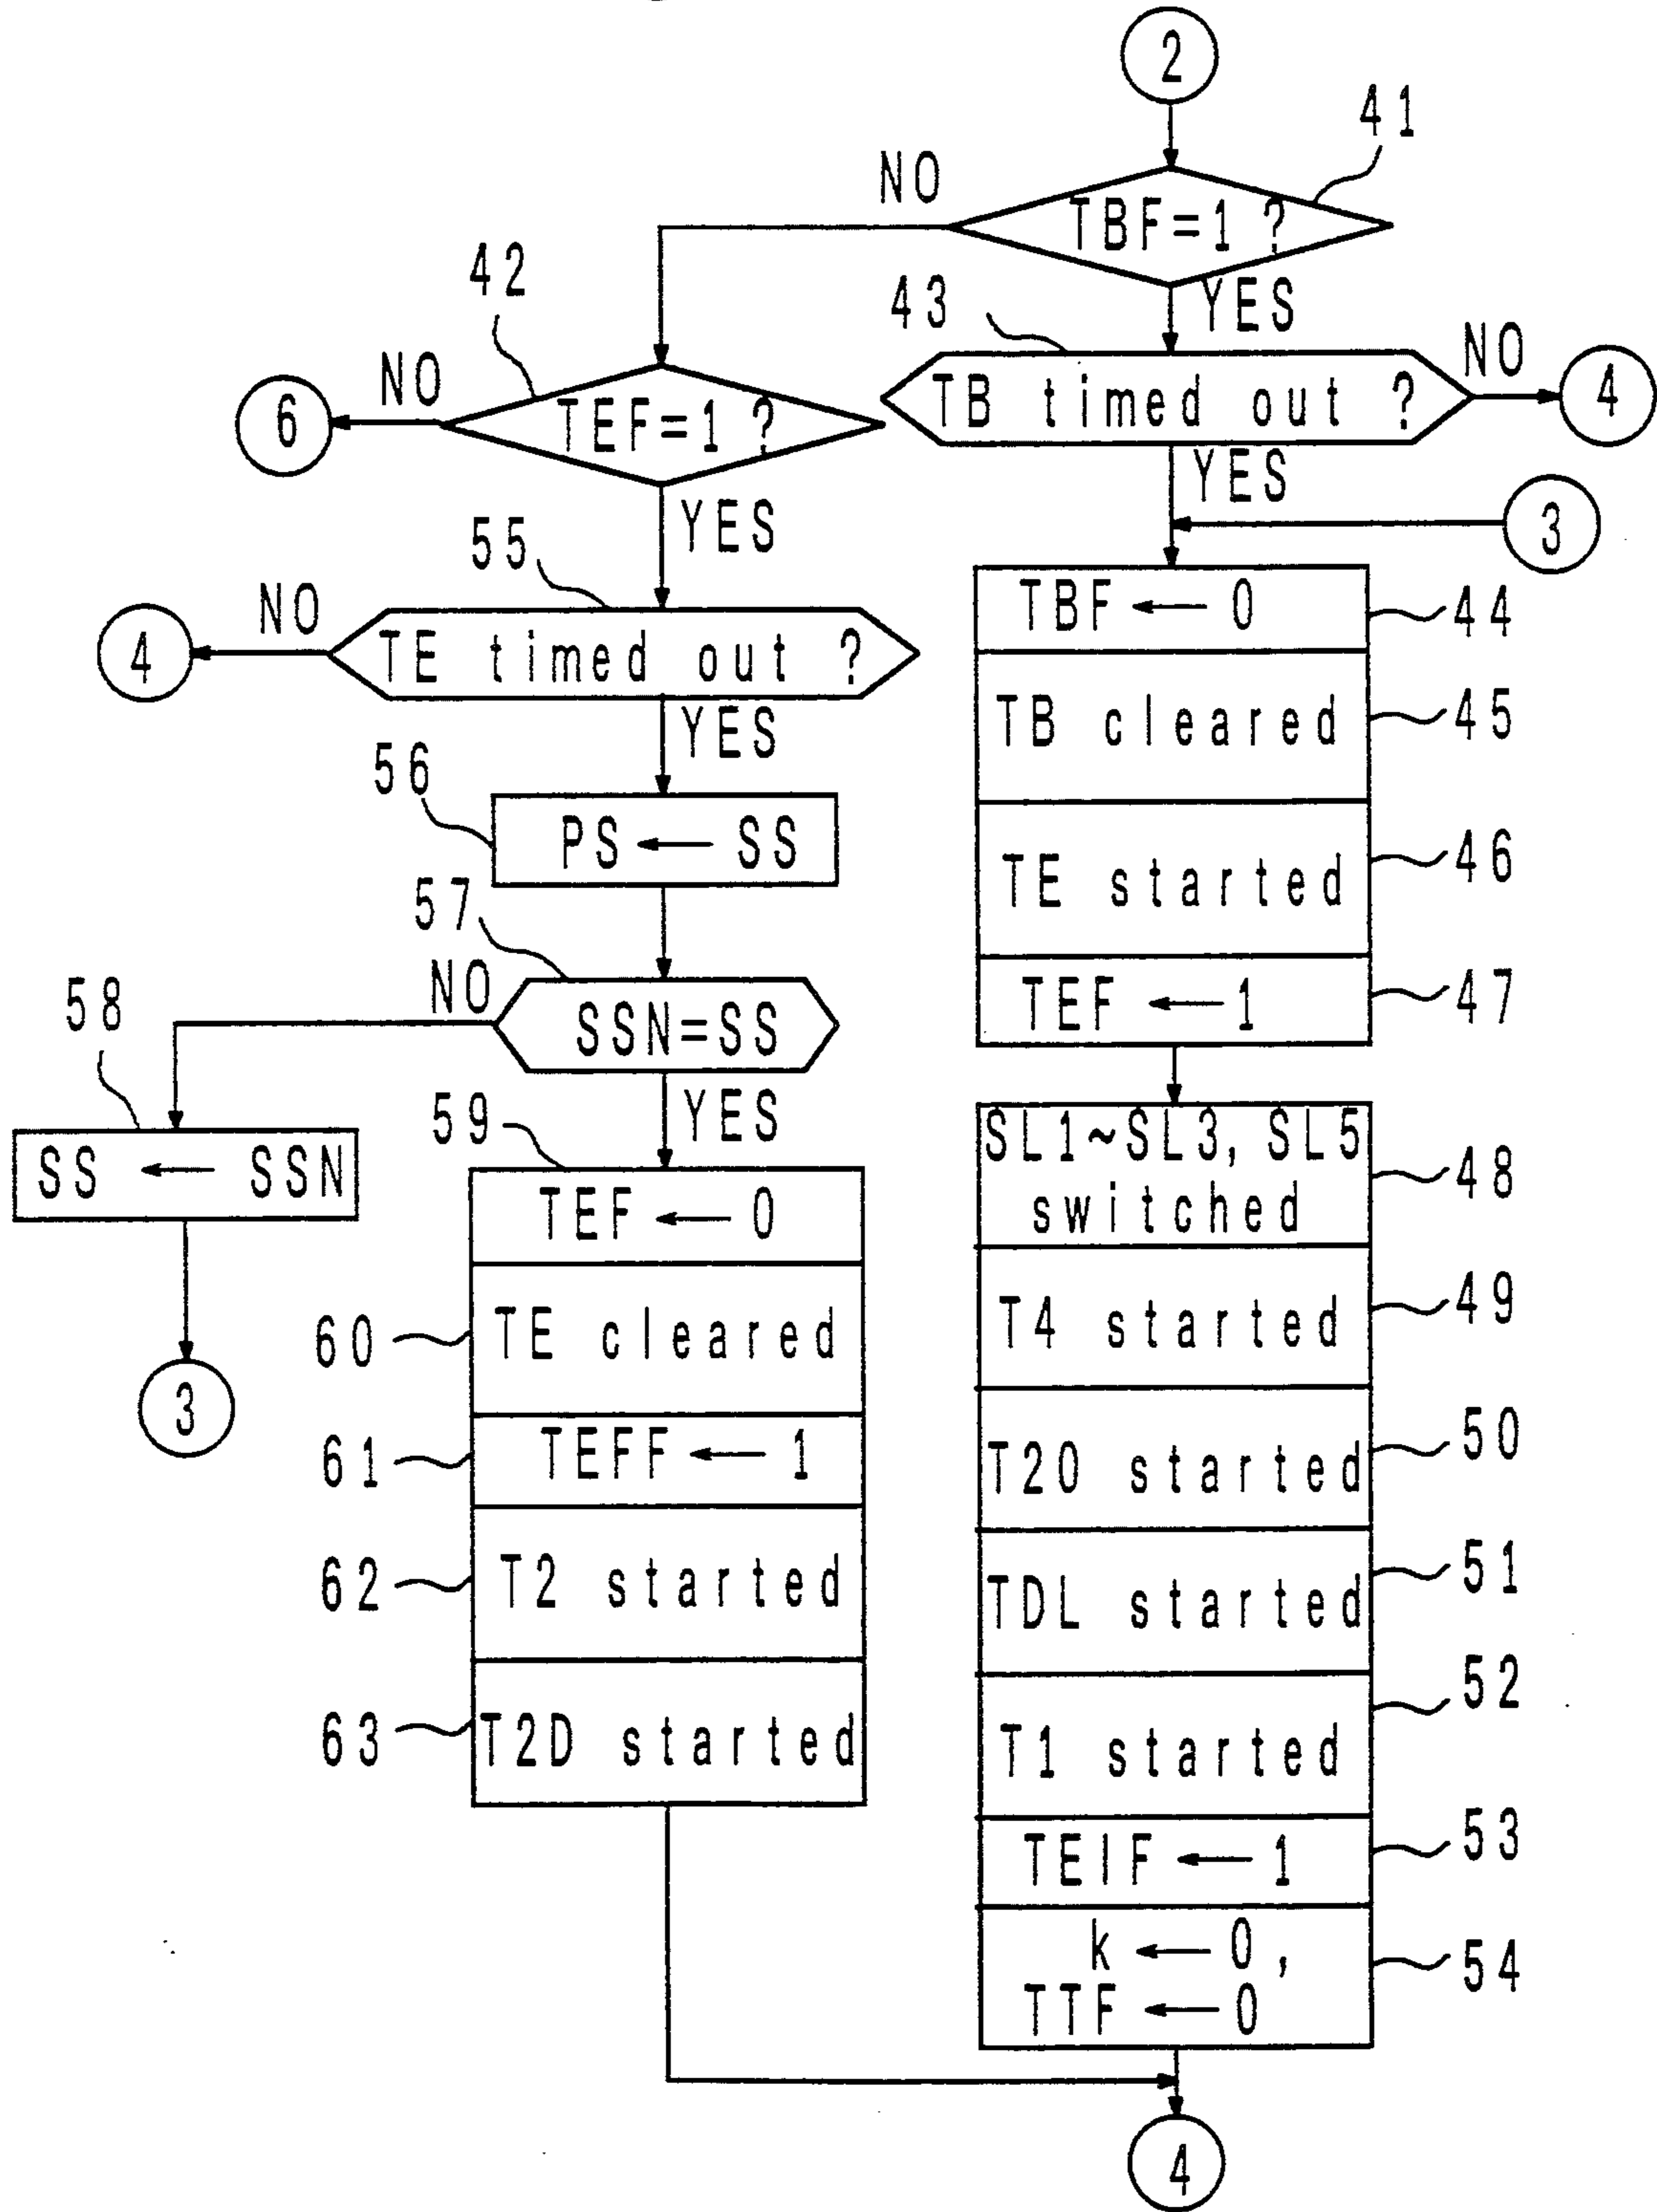 2
41
NO
TBF=1 ?
YES
42
43
NO
TEF=1 ?
6
TB timed out ?
NO
4
YES
YES
3
55
NO
TE timed out ?
4
YES
TBF ← 0
44
TB cleared
45
TE started
46
TEF ← 1
47
56
PS ← SS
57
NO
SSN=SS
YES
58
SS ← SSN
3
59
TEF ← 0
60
TE cleared
61
TEFF ← 1
62
T2 started
63
T2D started
SL1~SL3, SL5
switched
48
T4 started
49
T20 started
50
TDL started
51
T1 started
52
TEIF ← 1
53
k ← 0,
TTF ← 0
54
4